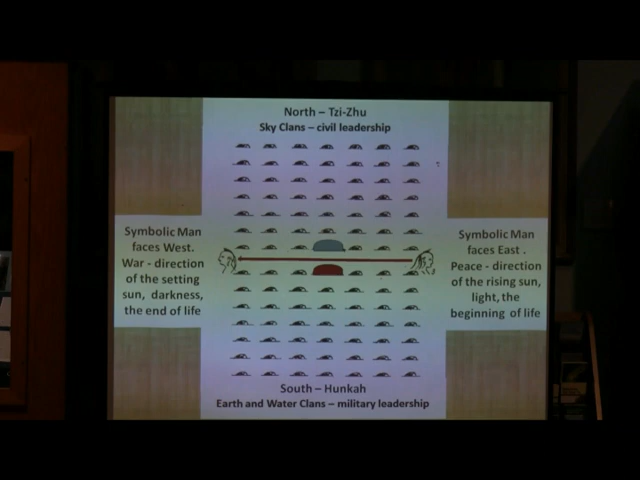 North – Tzi-Zhu
Sky Clans – civil leadership
Symbolic Man
faces West.
War - direction
of the setting
sun, darkness,
the end of life
Symbolic Man
faces East .
Peace - direction
of the rising sun,
light, the
beginning of life
South – Hunkah
Earth and Water Clans – military leadership